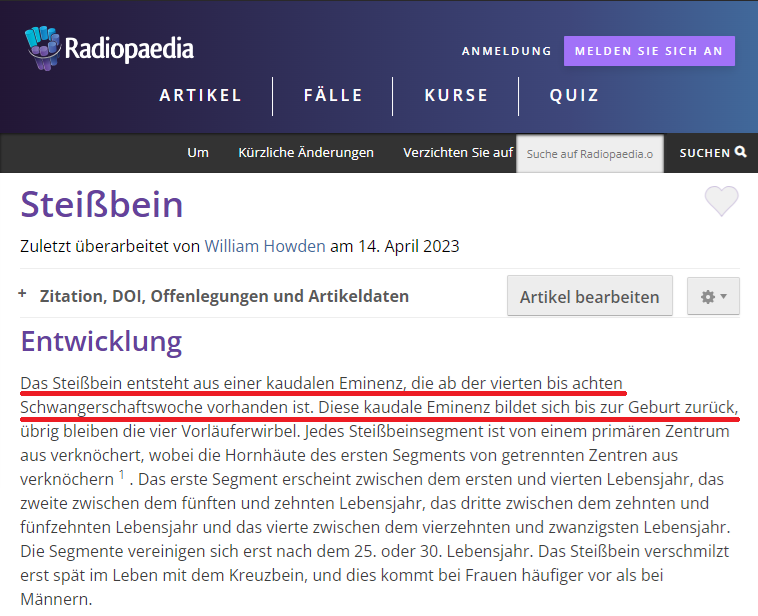 Radiopaedia
ANMELDUNG
MELDEN SIE SICH AN
ARTIKEL
FÄLLE
KURSE
QUIZ
Um
Kürzliche Änderungen
Verzichten Sie auf
Suche auf Radiopaedia.o
SUCHEN
Steißbein
Zuletzt überarbeitet von William Howden am 14. April 2023
+ Zitation, DOI, Offenlegungen und Artikeldaten
Artikel bearbeiten
Entwicklung
Das Steißbein entsteht aus einer kaudalen Eminenz, die ab der vierten bis achten
Schwangerschaftswoche vorhanden ist. Diese kaudale Eminenz bildet sich bis zur Geburt zurück,
übrig bleiben die vier Vorläuferwirbel. Jedes Steißbeinsegment ist von einem primären Zentrum
aus verknöchert, wobei die Hornhäute des ersten Segments von getrennten Zentren aus
verknöchern 1 . Das erste Segment erscheint zwischen dem ersten und vierten Lebensjahr, das
zweite zwischen dem fünften und zehnten Lebensjahr, das dritte zwischen dem zehnten und
fünfzehnten Lebensjahr und das vierte zwischen dem vierzehnten und zwanzigsten Lebensjahr.
Die Segmente vereinigen sich erst nach dem 25. oder 30. Lebensjahr. Das Steißbein verschmilzt
erst spät im Leben mit dem Kreuzbein, und dies kommt bei Frauen häufiger vor als bei
Männern.